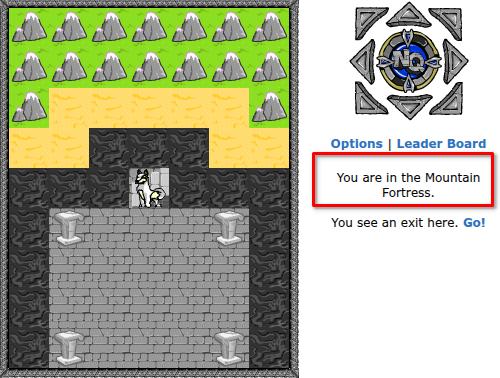 NQ
Options | Leader Board
You are in the Mountain
Fortress.
You see an exit here. Go!